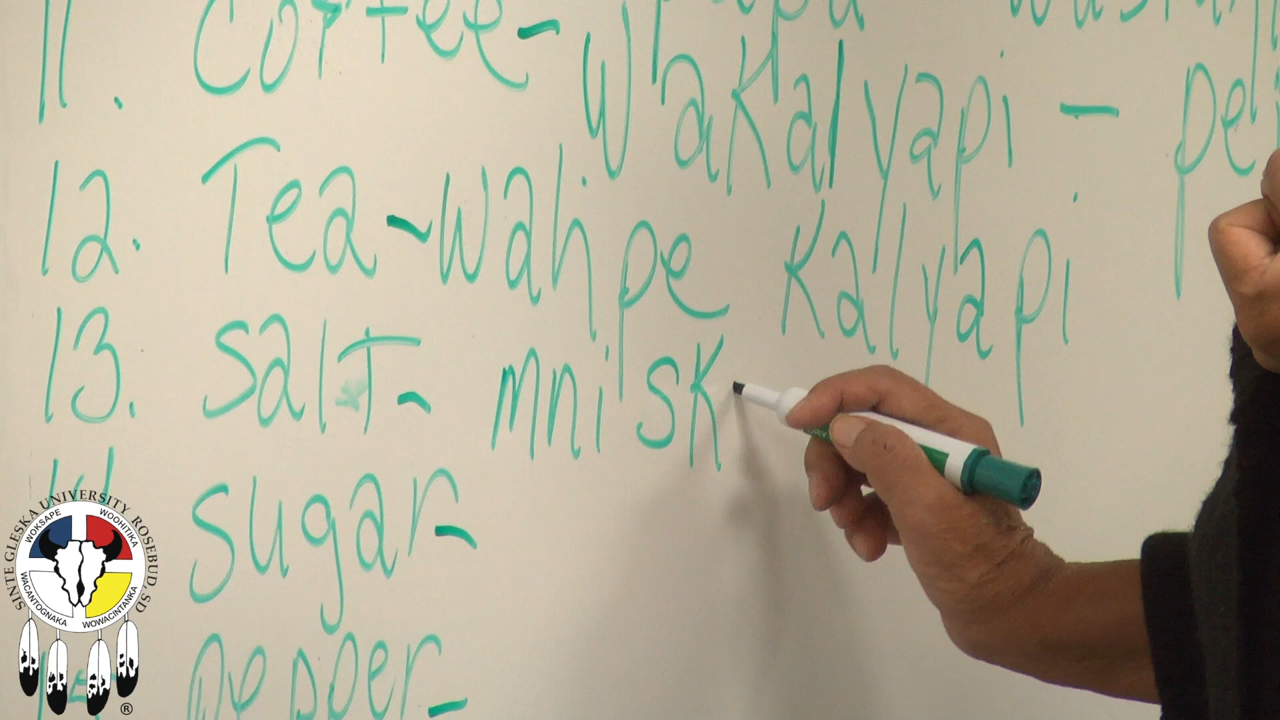 11. Coffee-
wakalyapi -
12. Tea-wahpe kalyapi
13. Salt- mnisk
sugar-
pepper-
SINTE GLESKA UNIVERSITY ROSEBUD, SD
WOKSAPE
WOOHITIKA
WACANTOGNAKA
WOWACINTANKA
®